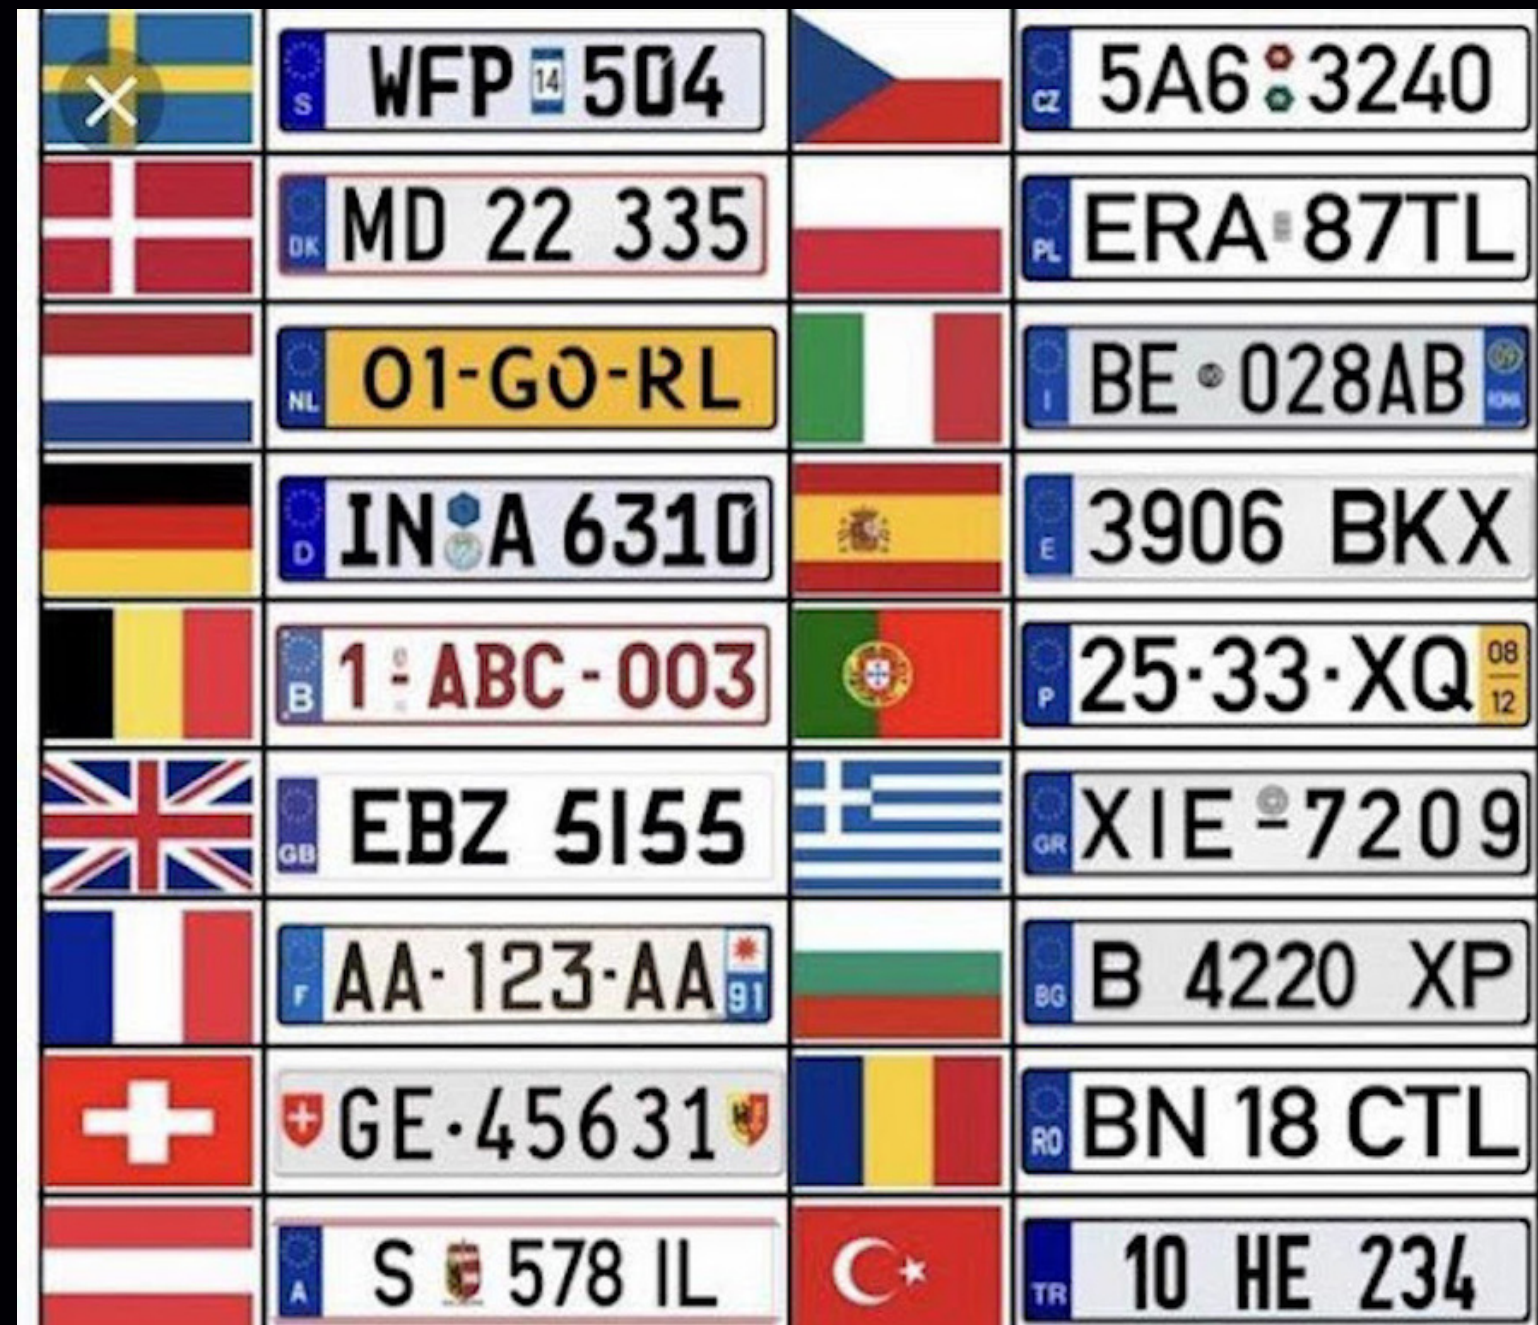 S WFP 14 504
CZ 5A6 3240
DK MD 22 335
PL ERA 87TL
NL 01-GO-RL
I BE 028AB 09 ROMA
D IN A 6310
E 3906 BKX
B 1-ABC-003
P 25·33·XQ 08 12
GB EBZ 5155
GR XIE-7209
F AA-123-AA 91
BG B 4220 XP
GE·45631
RO BN 18 CTL
A S 578 IL
TR 10 HE 234